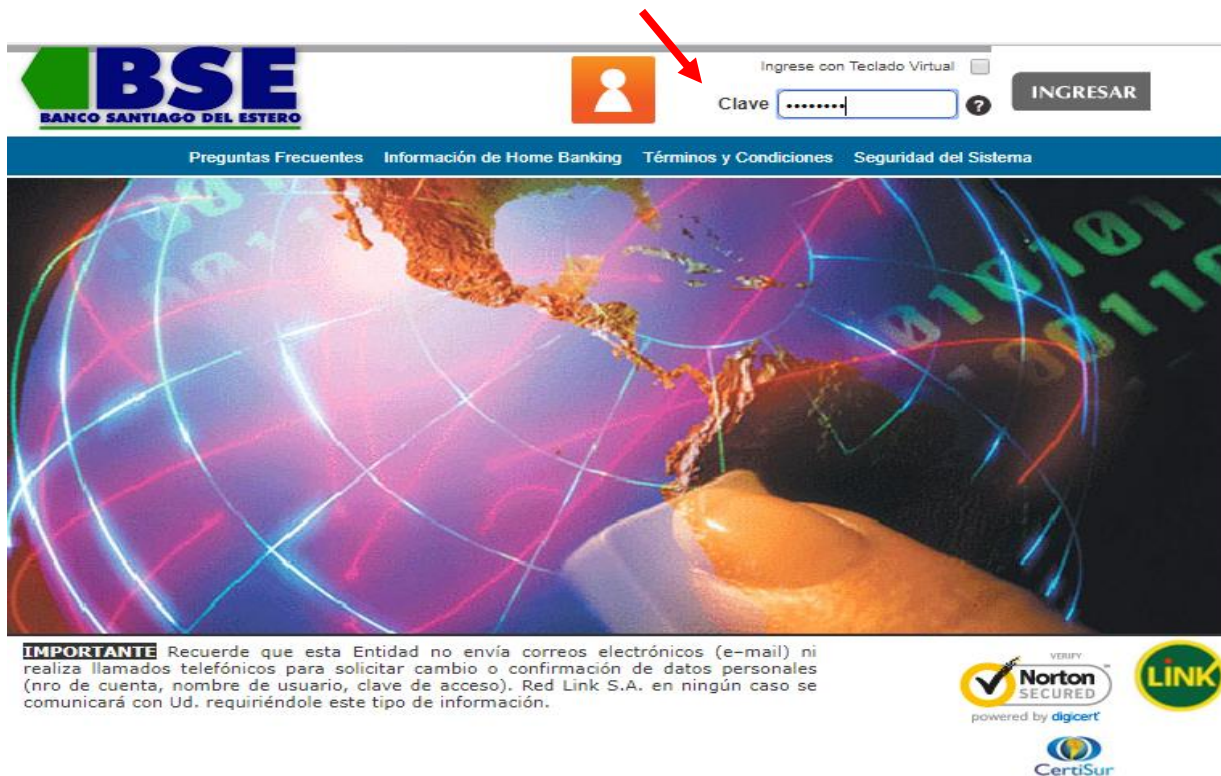 BSE
BANCO SANTIAGO DEL ESTERO
Ingrese con Teclado Virtual
Clave ........
?
INGRESAR
Preguntas Frecuentes Información de Home Banking Términos y Condiciones Seguridad del Sistema
010101
00110
IMPORTANTE Recuerde que esta Entidad no envía correos electrónicos (e-mail) ni
realiza llamados telefónicos para solicitar cambio o confirmación de datos personales
(nro de cuenta, nombre de usuario, clave de acceso). Red Link S.A. en ningún caso se
comunicará con Ud. requiriéndole este tipo de información.
VERIFY
Norton
SECURED
powered by digicert
LINK
CertiSur